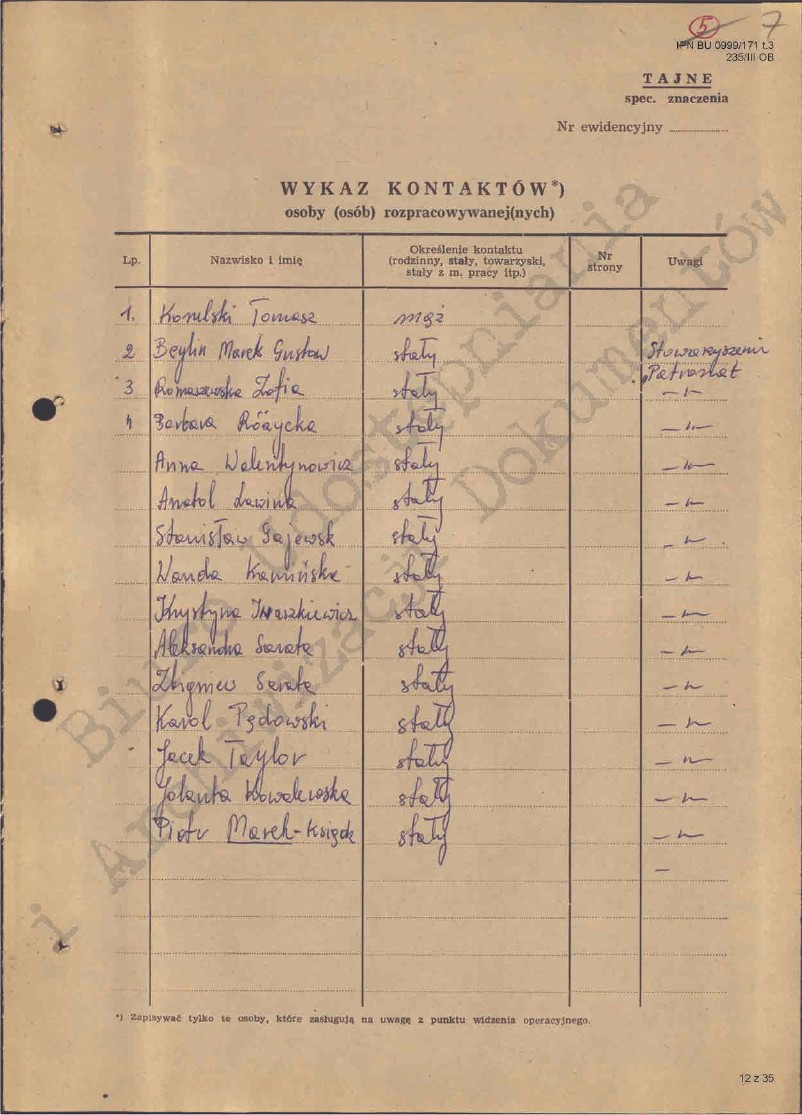 5 7
IPN BU 0999/171 t.3
235/III OB
TAJNE
spec. znaczenia
Nr ewidencyjny
WYKAZ KONTAKTÓW*)
osoby (osób) rozpracowywanej(nych)
Lp. Nazwisko i imię Określenie kontaktu (rodzinny, stały, towarzyski, stały z m. pracy itp.) Nr strony Uwagi
1. Tomasz mąż
2 Beylin Marek Gustaw stały Stowarzyszenie
Patronat
3 Romaszewska Zofia stały —„—
4 Barbara Różycka stały —„—
Anna Walentynowicz stały —„—
Anatol Lawina stały —„—
Stanisław Gajewsk stały —„—
Wanda Kamińska stały —„—
Krystyna Iwaszkiewicz stały —„—
Aleksandra Sarata stały —„—
Zbigniew Sarata stały —„—
Karol Pędowski stały —„—
Jacek Taylor stały —„—
Jolanta Kowalewska stały —„—
Piotr Marek-Książek stały —„—
—
*) Zapisywać tylko te osoby, które zasługują na uwagę z punktu widzenia operacyjnego.
Biuro Udostępniania
i Archiwizacji Dokumentów
12 z 35